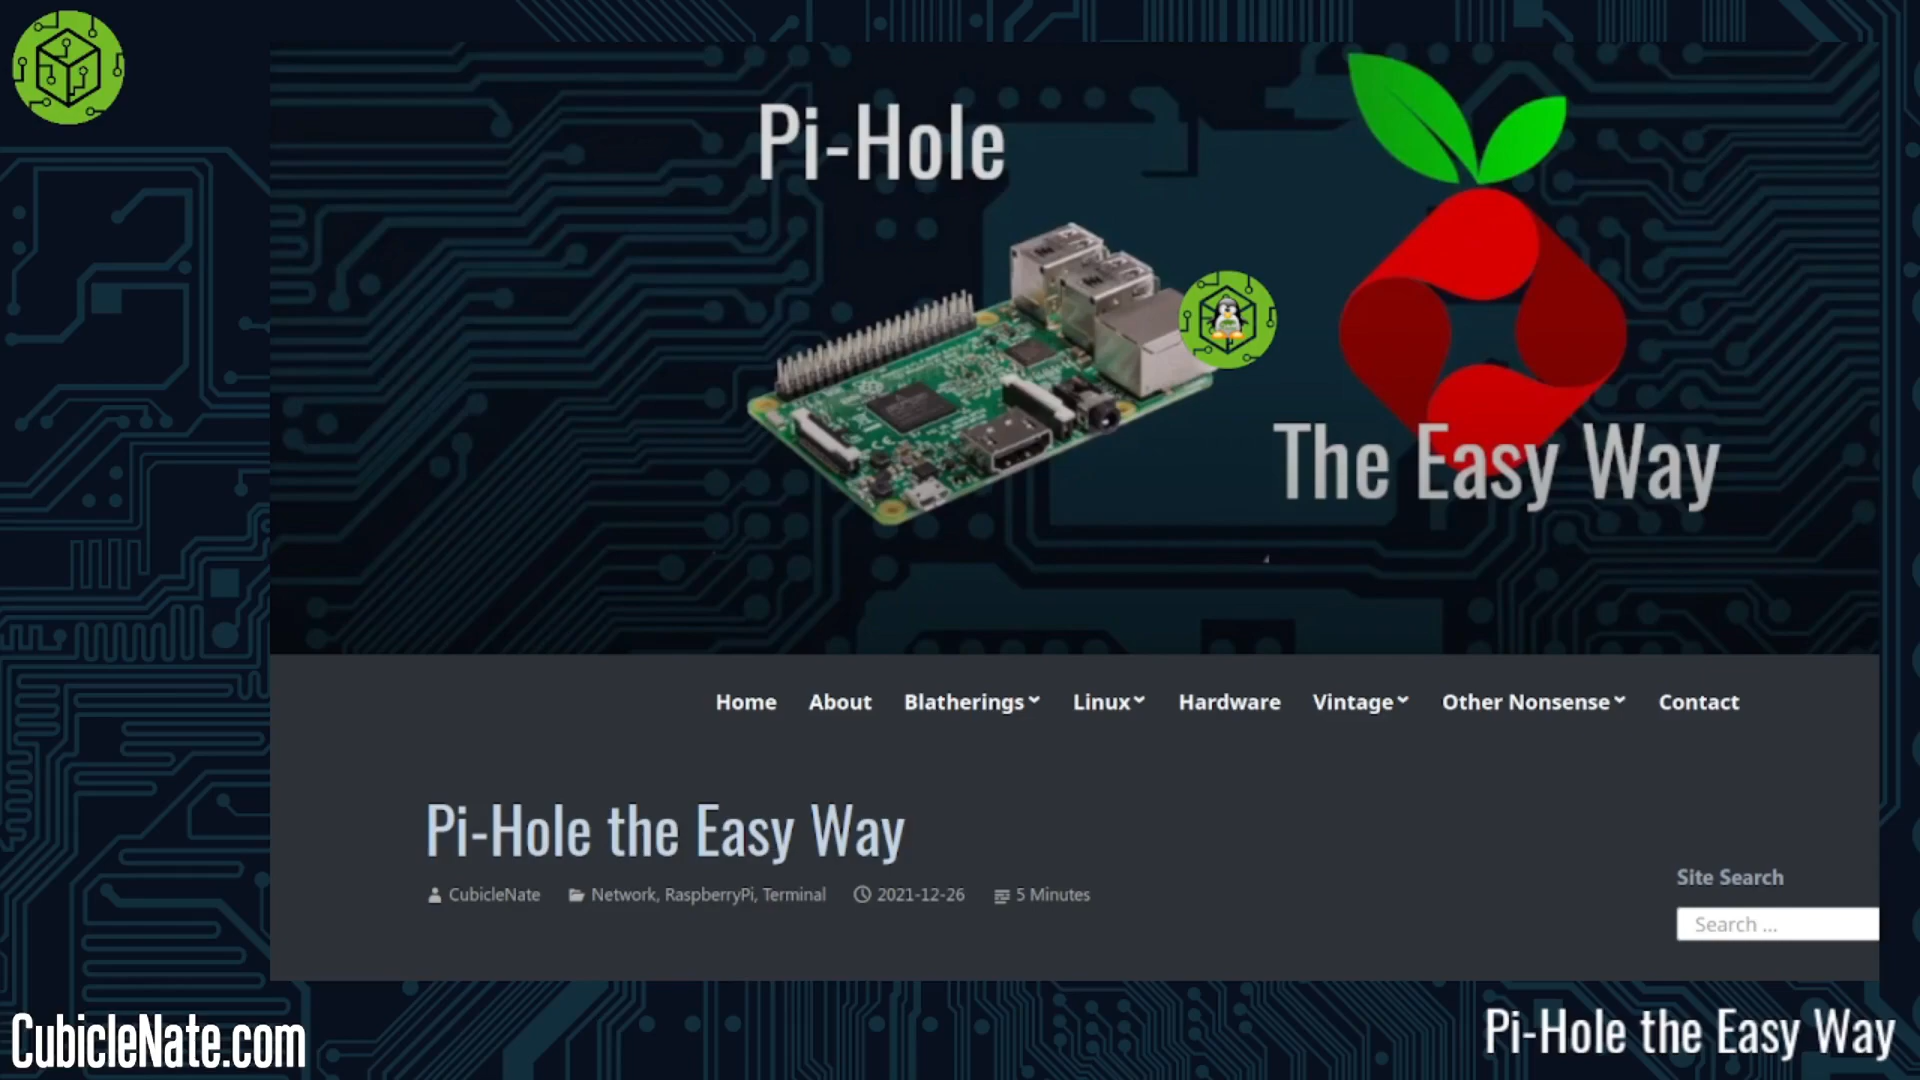 Pi-Hole
The Easy Way
Home About Blatherings Linux Hardware Vintage Other Nonsense Contact
Pi-Hole the Easy Way
CubicleNate Network, RaspberryPi, Terminal 2021-12-26 5 Minutes
Site Search
Search ...
CubicleNate.com
Pi-Hole the Easy Way